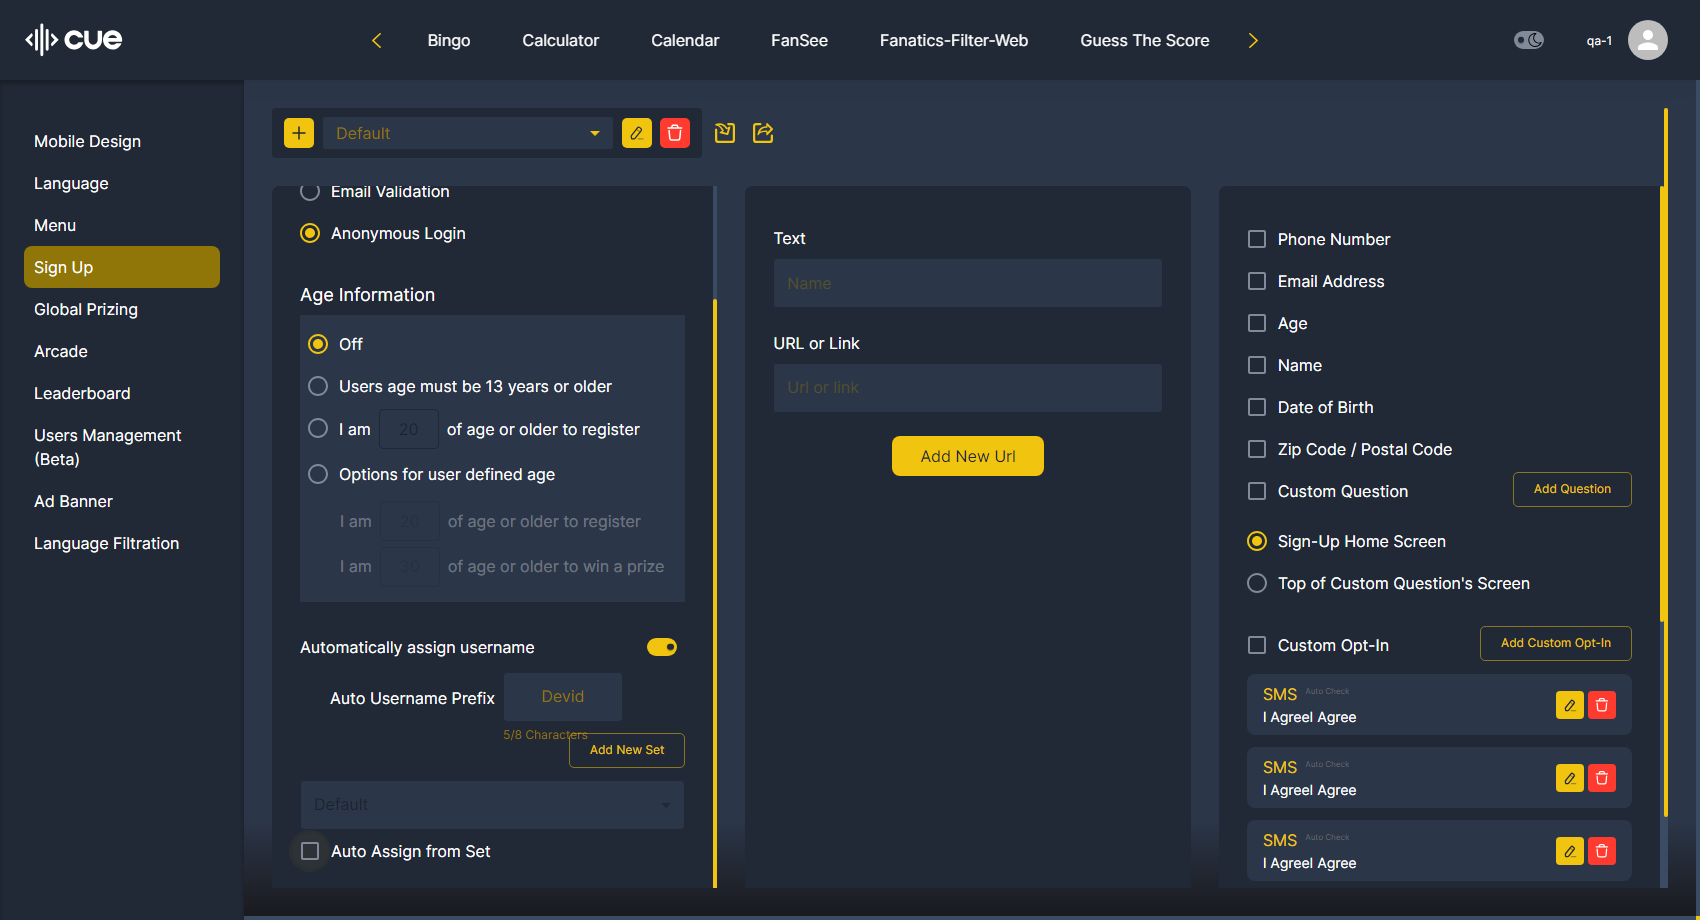 cue
Bingo
Calculator
Calendar
FanSee
Fanatics-Filter-Web
Guess The Score
qa-1
Mobile Design
Language
Menu
Sign Up
Global Prizing
Arcade
Leaderboard
Users Management
(Beta)
Ad Banner
Language Filtration
Default
Email Validation
Anonymous Login
Age Information
Off
Users age must be 13 years or older
I am 20 of age or older to register
Options for user defined age
I am 20 of age or older to register
I am 30 of age or older to win a prize
Automatically assign username
Auto Username Prefix Devid
5/8 Characters
Add New Set
Default
Auto Assign from Set
Text
Name
URL or Link
Url or link
Add New Url
Phone Number
Email Address
Age
Name
Date of Birth
Zip Code / Postal Code
Custom Question Add Question
Sign-Up Home Screen
Top of Custom Question's Screen
Custom Opt-In Add Custom Opt-In
SMS Auto Check
I AgreeI Agree
SMS Auto Check
I AgreeI Agree
SMS Auto Check
I AgreeI Agree